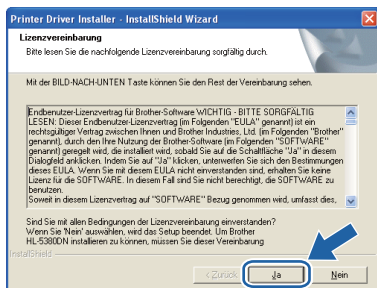 Printer Driver Installer - InstallShield Wizard
Lizenzvereinbarung
Bitte lesen Sie die nachfolgende Lizenzvereinbarung sorgfältig durch.
Mit der BILD-NACH-UNTEN Taste können Sie den Rest der Vereinbarung sehen.
Endbenutzer-Lizenzvertrag für Brother-Software WICHTIG - BITTE SORGFÄLTIG
LESEN: Dieser Endbenutzer-Lizenzvertrag (im Folgenden "EULA" genannt) ist ein
rechtsgültiger Vertrag zwischen Ihnen und Brother Industries, Ltd. (im Folgenden "Brother"
genannt), durch den Ihre Nutzung der Brother-Software (im Folgenden "SOFTWARE"
genannt) geregelt wird, die installiert wird, sobald Sie auf die Schaltfläche "Ja" in diesem
Dialogfeld anklicken. Indem Sie auf "Ja" klicken, unterwerfen Sie sich den Bestimmungen
dieses EULA. Wenn Sie mit diesem EULA nicht einverstanden sind, erhalten Sie keine
Lizenz für die SOFTWARE. In diesem Fall sind Sie nicht berechtigt, die SOFTWARE zu
benutzen.
Soweit in diesem Lizenzvertrag auf "SOFTWARE" Bezug genommen wird, umfasst dies,
Sind Sie mit allen Bedingungen der Lizenzvereinbarung einverstanden?
Wenn Sie 'Nein' auswählen, wird das Setup beendet. Um Brother
HL-5380DN installieren zu können, müssen Sie dieser Vereinbarung
InstallShield
< Zurück
Ja
Nein